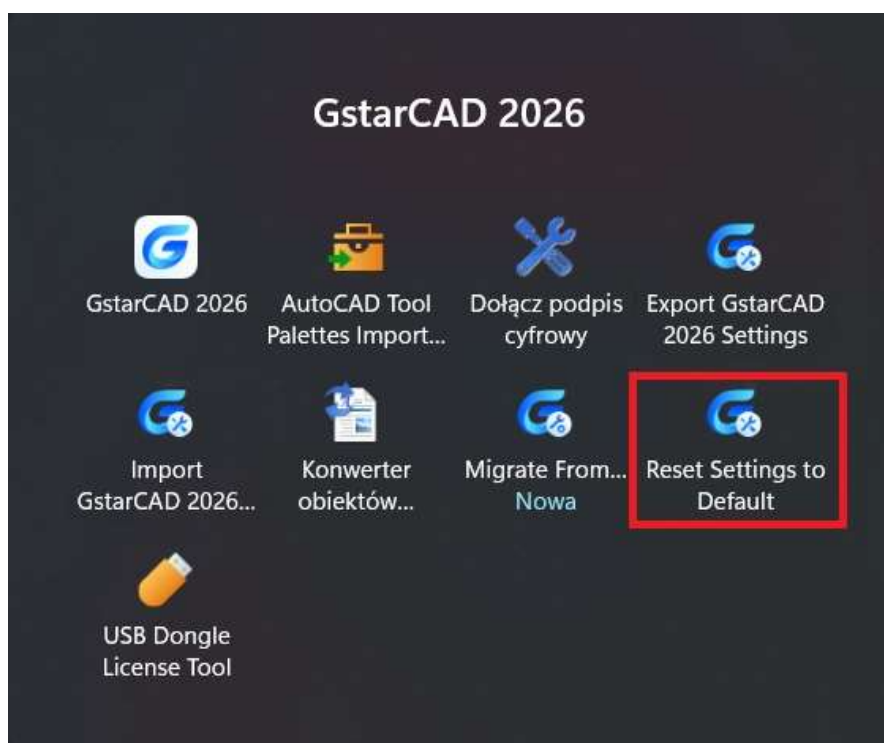 GstarCAD 2026
GstarCAD 2026
AutoCAD Tool
Palettes Import...
Dołącz podpis
cyfrowy
Export GstarCAD
2026 Settings
Import
GstarCAD 2026...
Konwerter
obiektów...
Migrate From...
Nowa
Reset Settings to
Default
USB Dongle
License Tool